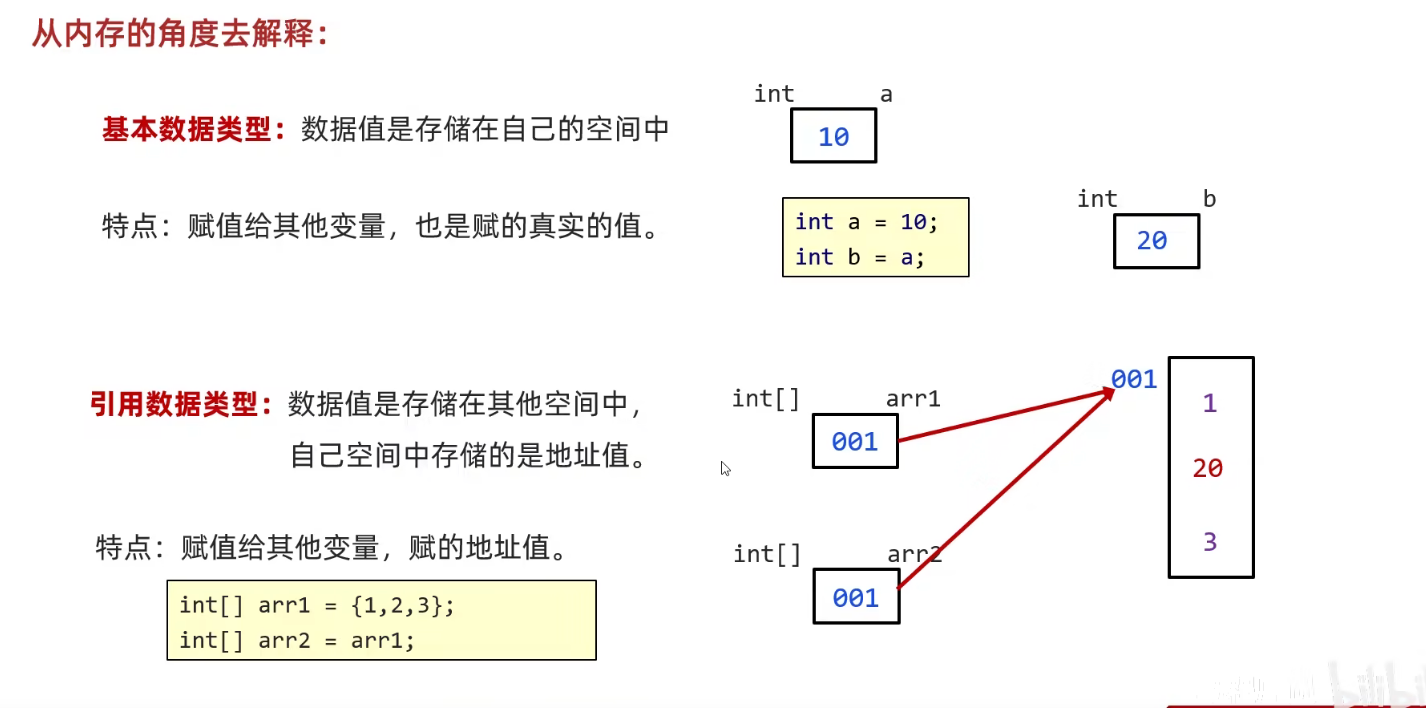 从内存的角度去解释：
基本数据类型：数据值是存储在自己的空间中
特点：赋值给其他变量，也是赋的真实的值。
int a
10
int a = 10;
int b = a;
int b
20
引用数据类型：数据值是存储在其他空间中，
自己空间中存储的是地址值。
特点：赋值给其他变量，赋的地址值。
int[] arr1 = {1,2,3};
int[] arr2 = arr1;
int[] arr1
001
int[] arr2
001
001
1
20
3